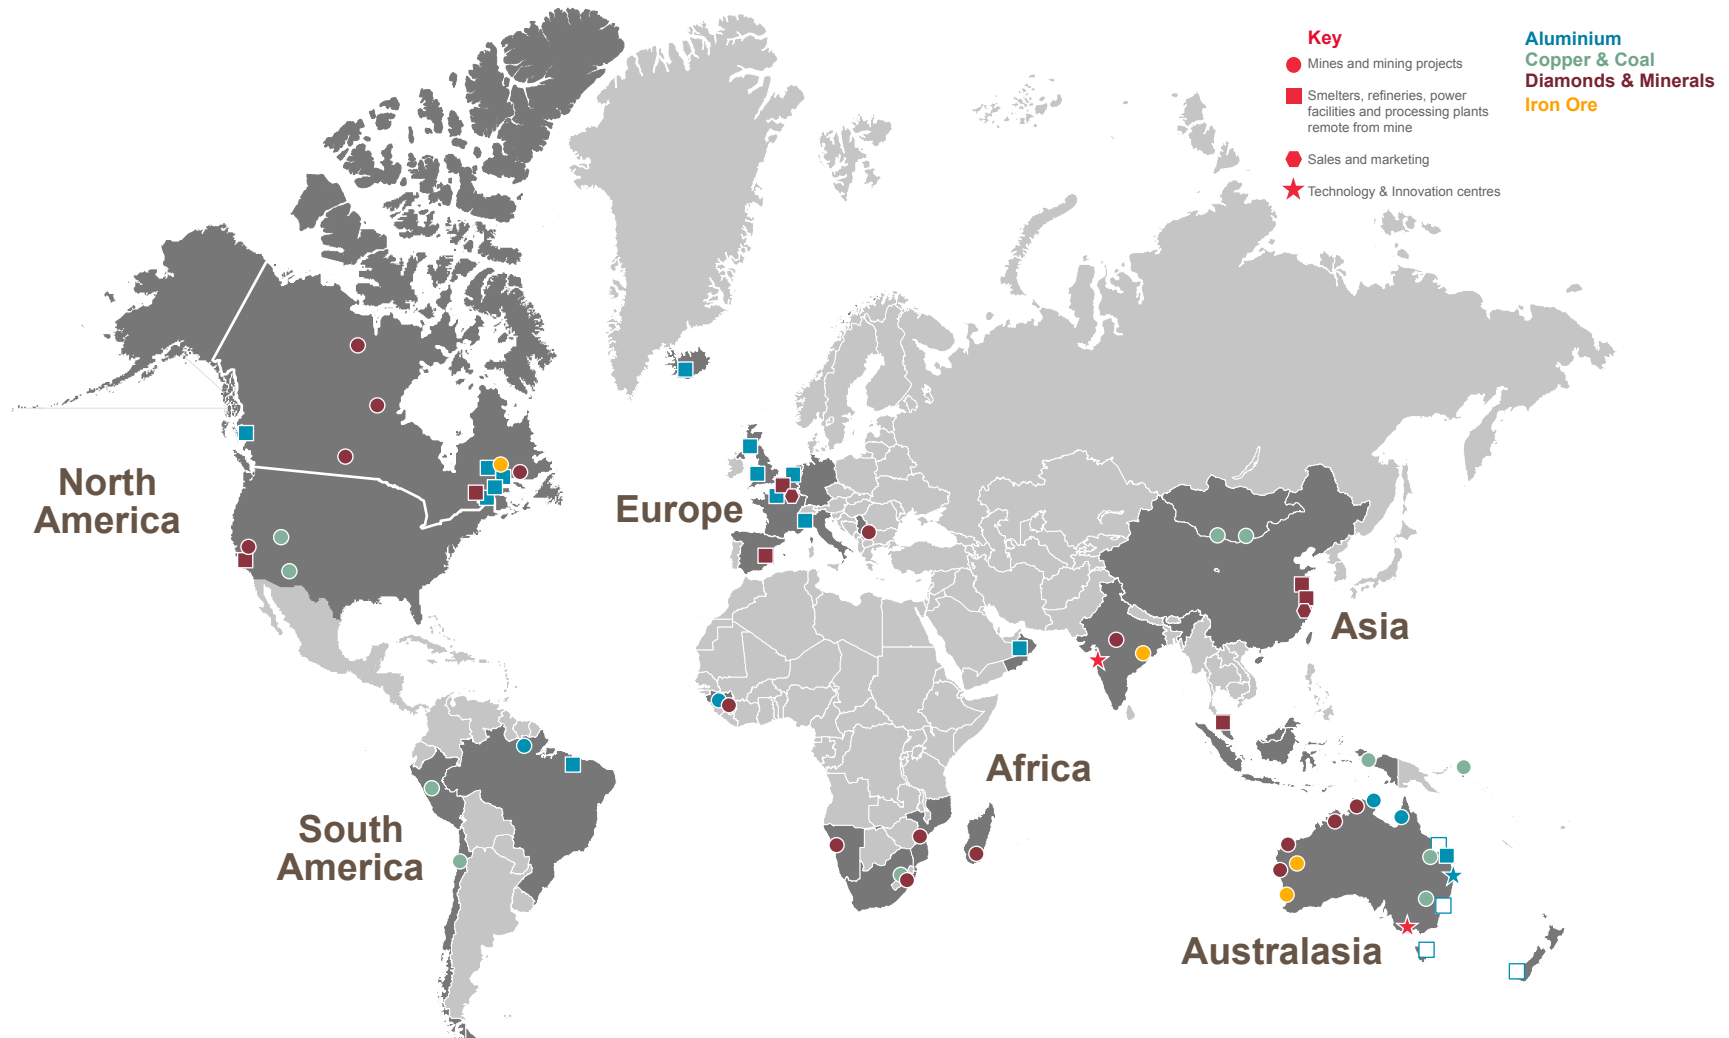 Key
Mines and mining projects
Smelters, refineries, power
facilities and processing plants
remote from mine
Sales and marketing
Technology & Innovation centres
Aluminium
Copper & Coal
Diamonds & Minerals
Iron Ore
North
America
Europe
Asia
Africa
South
America
Australasia